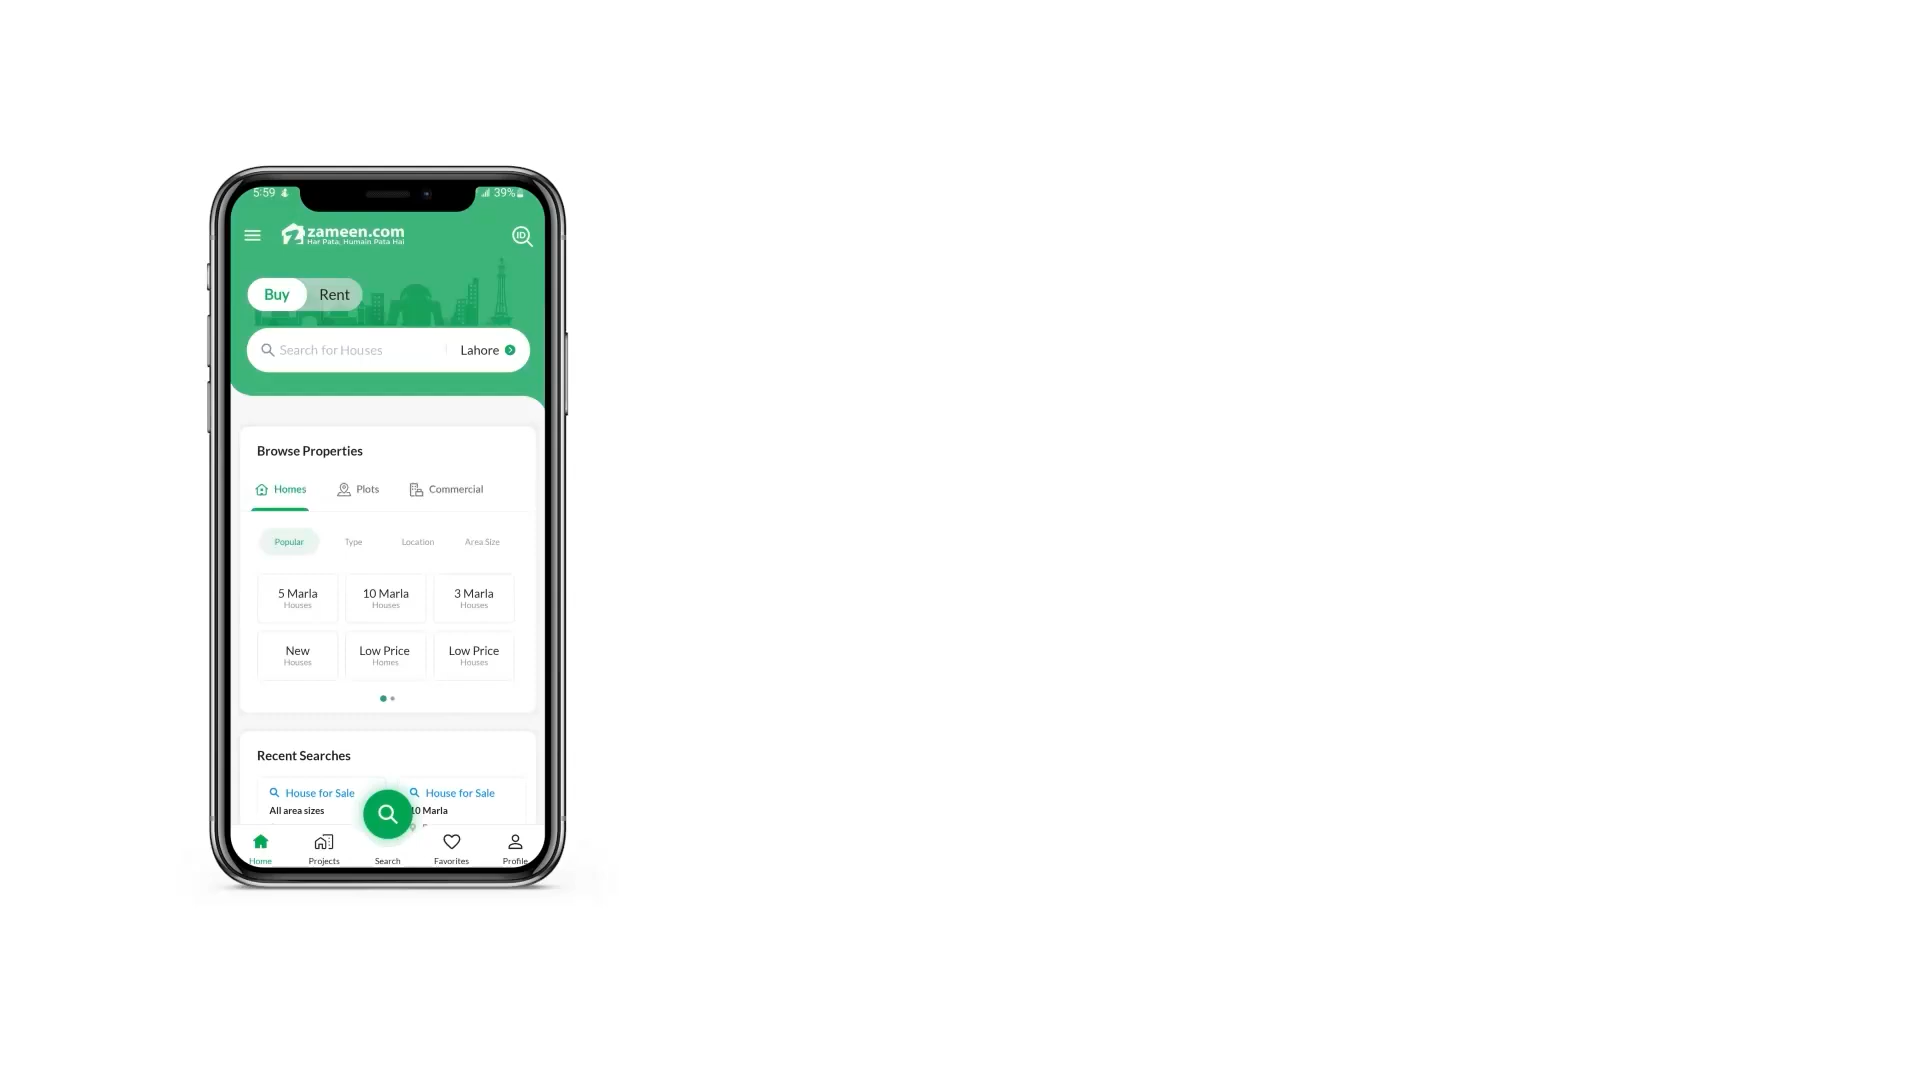 5:59
39%
zameen.com
Har Pata, Humain Pata Hai
ID
Buy Rent
Search for Houses Lahore
Browse Properties
Homes Plots Commercial
Popular Type Location Area Size
5 Marla 10 Marla 3 Marla
Houses Houses Houses
New Low Price Low Price
Houses Homes Houses
Recent Searches
House for Sale House for Sale
All area sizes 10 Marla
Home Projects Search Favorites Profile